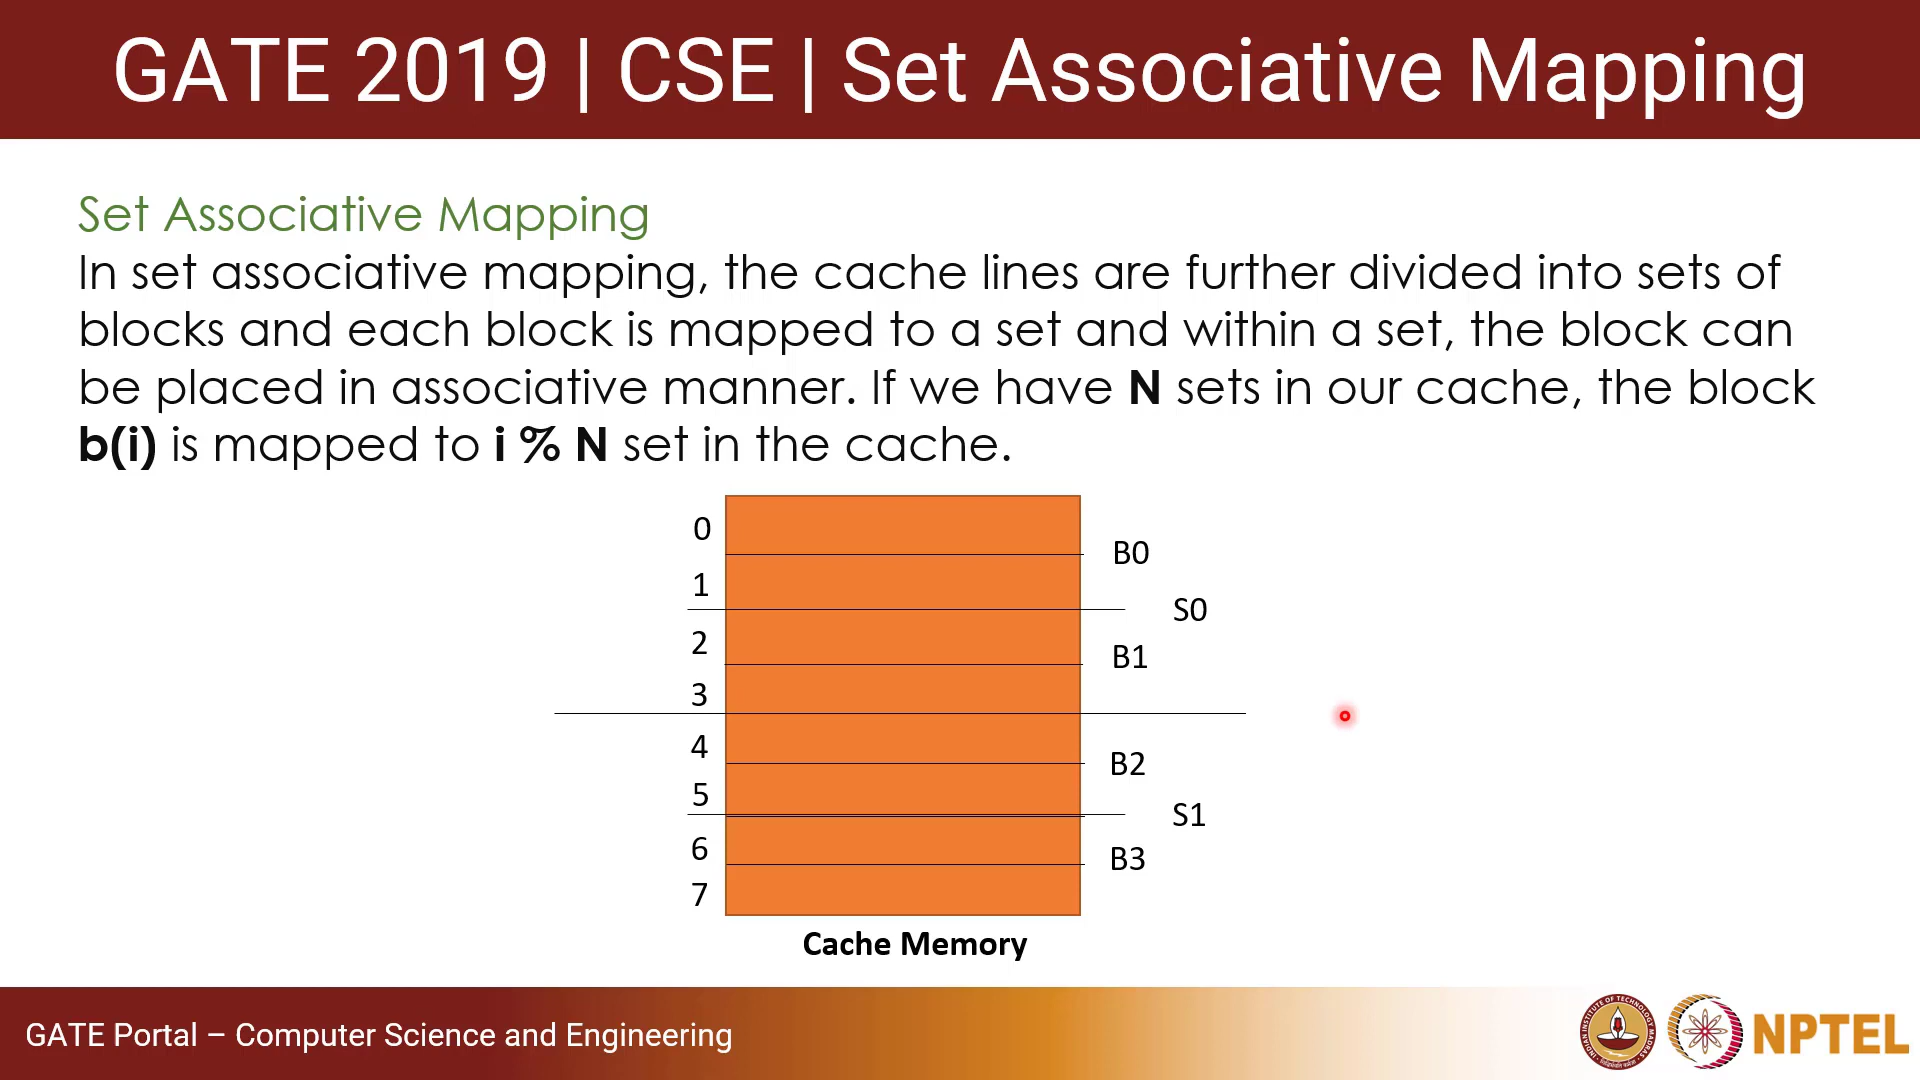 GATE 2019 | CSE | Set Associative Mapping
Set Associative Mapping
In set associative mapping, the cache lines are further divided into sets of
blocks and each block is mapped to a set and within a set, the block can
be placed in associative manner. If we have N sets in our cache, the block
b(i) is mapped to i % N set in the cache.
0
B0
1
S0
2
B1
3
4
B2
5
S1
6
B3
7
Cache Memory
GATE Portal – Computer Science and Engineering
NPTEL